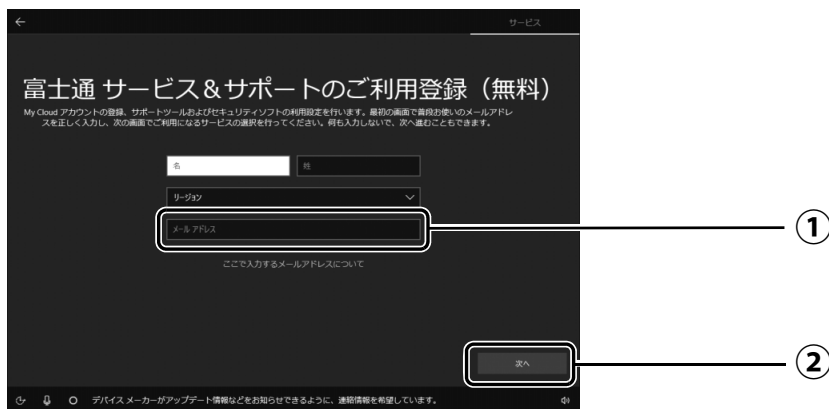 サービス
富士通 サービス＆サポートのご利用登録（無料）
My Cloud アカウントの登録、サポートツールおよびセキュリティソフトの利用設定を行います。最初の画面で普段お使いのメールアドレ
スを正しく入力し、次の画面でご利用になるサービスの選択を行ってください。何も入力しないで、次へ進むこともできます。
名 姓
リージョン
メール アドレス
①
ここで入力するメールアドレスについて
次へ
②
デバイス メーカーがアップデート情報などをお知らせできるように、連絡情報を希望しています。